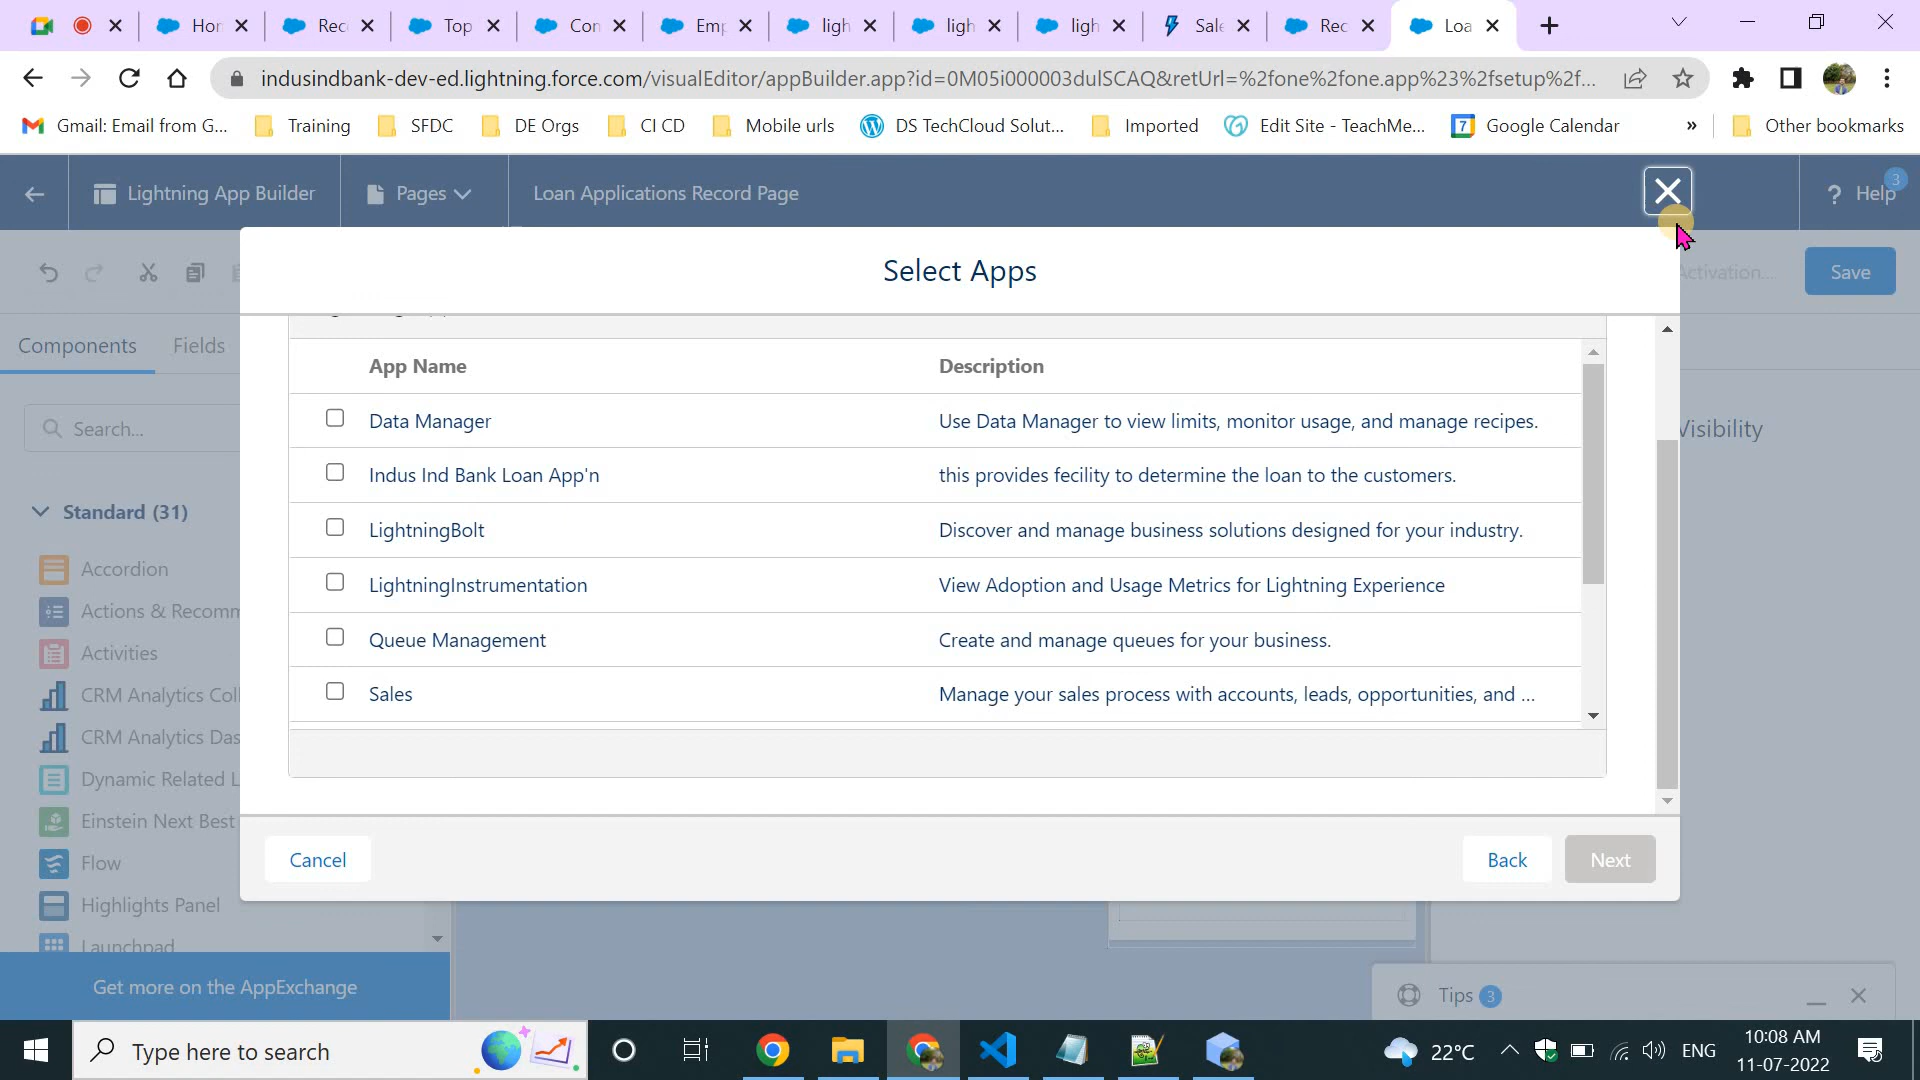 Hor
Rec
Top
Con
Emp
ligh
ligh
ligh
Sale
Rec
Loa
indusindbank-dev-ed.lightning.force.com/visualEditor/appBuilder.app?id=0M05i000003dulSCAQ&retUrl=%2fone%2fone.app%23%2fsetup%2f...
Gmail: Email from G...
Training
SFDC
DE Orgs
CI CD
Mobile urls
DS TechCloud Solut...
Imported
Edit Site - TeachMe...
7
Google Calendar
»
Other bookmarks
Lightning App Builder
Pages
Loan Applications Record Page
? Help
3
Select Apps
Activation...
Save
Components
Fields
App Name
Description
Search...
Data Manager
Use Data Manager to view limits, monitor usage, and manage recipes.
Visibility
Indus Ind Bank Loan App'n
this provides fecility to determine the loan to the customers.
Standard (31)
LightningBolt
Discover and manage business solutions designed for your industry.
Accordion
LightningInstrumentation
View Adoption and Usage Metrics for Lightning Experience
Actions & Recomm
Queue Management
Create and manage queues for your business.
Activities
CRM Analytics Coll
Sales
Manage your sales process with accounts, leads, opportunities, and ...
CRM Analytics Das
Dynamic Related L
Einstein Next Best
Flow
Cancel
Back
Next
Highlights Panel
Launchpad
Get more on the AppExchange
Tips 3
Type here to search
22°C
ENG
10:08 AM
11-07-2022